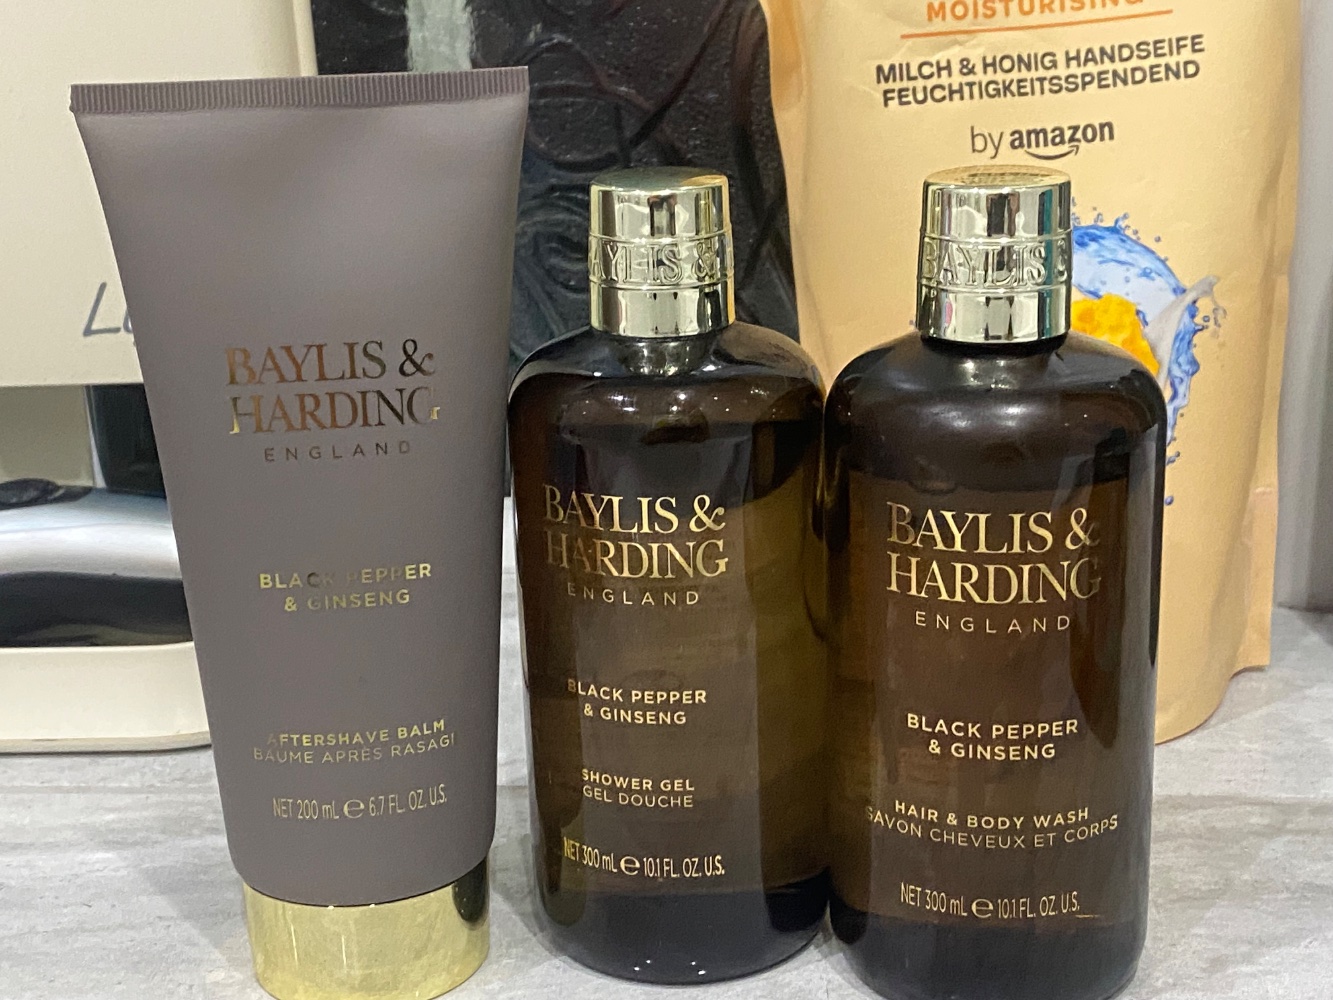 MOISTURISING
MILCH & HONIG HANDSEIFE
FEUCHTIGKEITSSPENDEND
by amazon
BAYLIS &
HARDING
ENGLAND
BLACK PEPPER
& GINSENG
AFTERSHAVE BALM
BAUME APRÈS RASAGE
NET 200 mL ℮ 6.7 FL. OZ. U.S.
BAYLIS &
HARDING
ENGLAND
BLACK PEPPER
& GINSENG
SHOWER GEL
GEL DOUCHE
NET 300 mL ℮ 10.1 FL. OZ. U.S.
BAYLIS &
BAYLIS &
HARDING
ENGLAND
BLACK PEPPER
& GINSENG
HAIR & BODY WASH
SAVON CHEVEUX ET CORPS
NET 300 mL ℮ 10.1 FL. OZ. U.S.